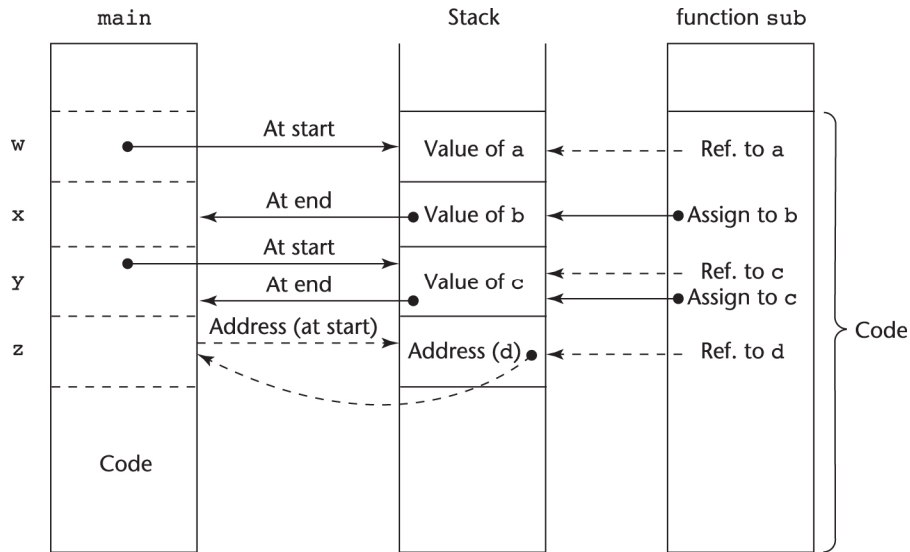 main
Stack
function sub
w
At start
Value of a
Ref. to a
x
At end
Value of b
Assign to b
At start
y
Value of c
Ref. to c
At end
Assign to c
Address (at start)
z
Address (d)
Ref. to d
Code
Code